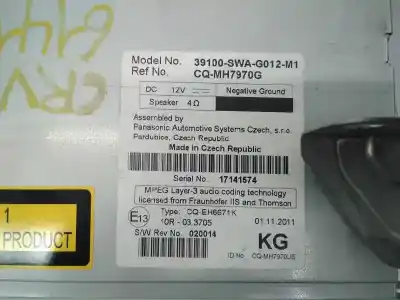 CRV
Model No. 39100-SWA-G012-M1
Ref No. CQ-MH7970G
DC 12V Negative Ground
Speaker 4Ω
Assembled by
Panasonic Automotive Systems Czech, s.r.o.
Pardubice, Czech Republic
Made in Czech Republic
Serial No. 17141574
MPEG Layer-3 audio coding technology
licensed from Fraunhofer IIS and Thomson
E13
Type: CQ-EH6671K
10R - 03.3705
01.11.2011
S/W Rev No. 020014
KG
ID.No CQ-MH7970UE
1
PRODUCT